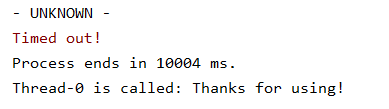 - UNKNOWN -
Timed out!
Process ends in 10004 ms.
Thread-0 is called: Thanks for using!